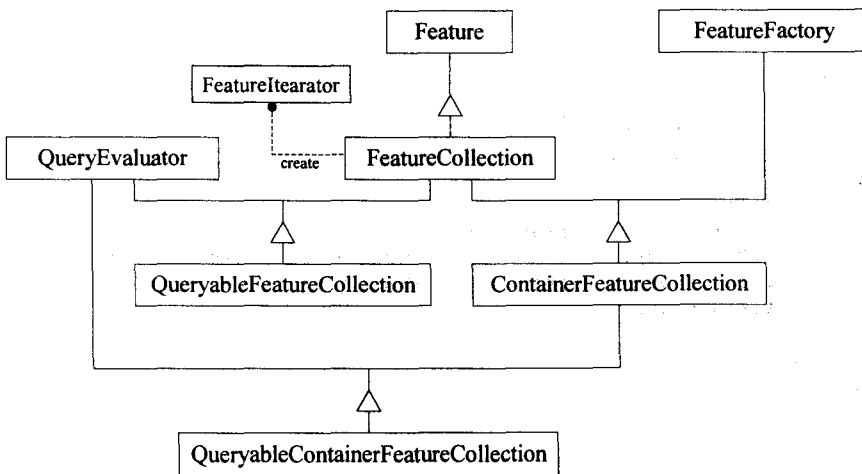 Feature
FeatureFactory
FeatureItearator
QueryEvaluator
create
FeatureCollection
QueryableFeatureCollection
ContainerFeatureCollection
QueryableContainerFeatureCollection